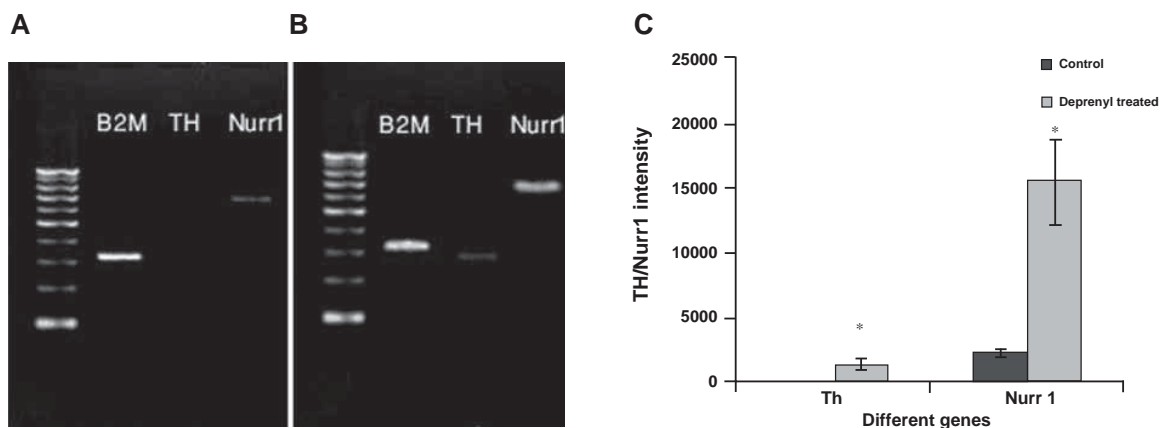 A
B2M TH Nurr1
B
B2M TH Nurr1
C
TH/Nurr1 intensity
25000
20000
15000
10000
5000
0
Control
Deprenyl treated
*
*
Th
Nurr 1
Different genes